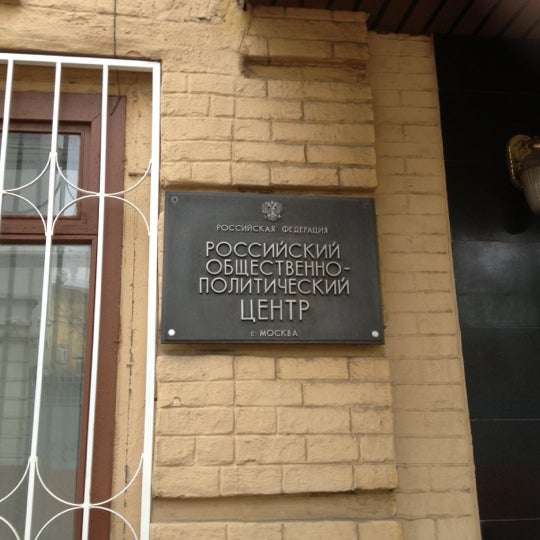 РОССИЙСКАЯ ФЕДЕРАЦИЯ
РОССИЙСКИЙ
ОБЩЕСТВЕННО-
ПОЛИТИЧЕСКИЙ
ЦЕНТР
г. МОСКВА